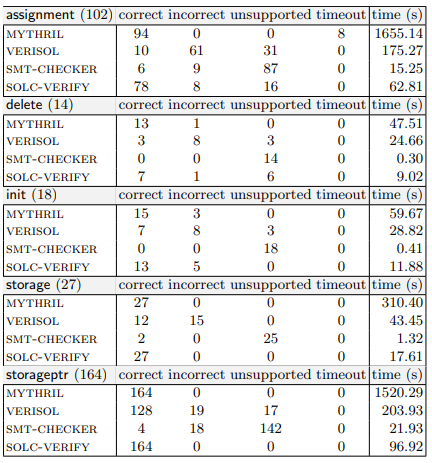 assignment (102) correct incorrect unsupported timeout time (s)
MYTHRIL 94 0 0 8 1655.14
VERISOL 10 61 31 0 175.27
SMT-CHECKER 6 9 87 0 15.25
SOLC-VERIFY 78 8 16 0 62.81
delete (14) correct incorrect unsupported timeout time (s)
MYTHRIL 13 1 0 0 47.51
VERISOL 3 8 3 0 24.66
SMT-CHECKER 0 0 14 0 0.30
SOLC-VERIFY 7 1 6 0 9.02
init (18) correct incorrect unsupported timeout time (s)
MYTHRIL 15 3 0 0 59.67
VERISOL 7 8 3 0 28.82
SMT-CHECKER 0 0 18 0 0.41
SOLC-VERIFY 13 5 0 0 11.88
storage (27) correct incorrect unsupported timeout time (s)
MYTHRIL 27 0 0 0 310.40
VERISOL 12 15 0 0 43.45
SMT-CHECKER 2 0 25 0 1.32
SOLC-VERIFY 27 0 0 0 17.61
storageptr (164) correct incorrect unsupported timeout time (s)
MYTHRIL 164 0 0 0 1520.29
VERISOL 128 19 17 0 203.93
SMT-CHECKER 4 18 142 0 21.93
SOLC-VERIFY 164 0 0 0 96.92